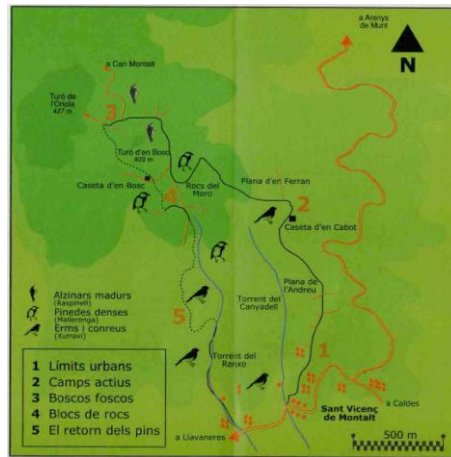 a Arenys
de Munt
N
a Can Montalt
Turó de
l'Oriola
427 m.
3
Turó d'en Bosc
402 m
Caseta d'en Bosc
4
Rocs del
Moro
Plana d'en Ferran
2
Caseta d'en Cabot
Plana de
l'Andreu
Torrent del
Canyadell
5
Torrent del
Ranxo
1
Alzinars madurs
(Raspinell)
Pinedes denses
(Mallerenga)
Erms i conreus
(Xurraví)
1 Límits urbans
2 Camps actius
3 Boscos foscos
4 Blocs de rocs
5 El retorn dels pins
a Caldes
Sant Vicenç
de Montalt
a Llavaneres
500 m